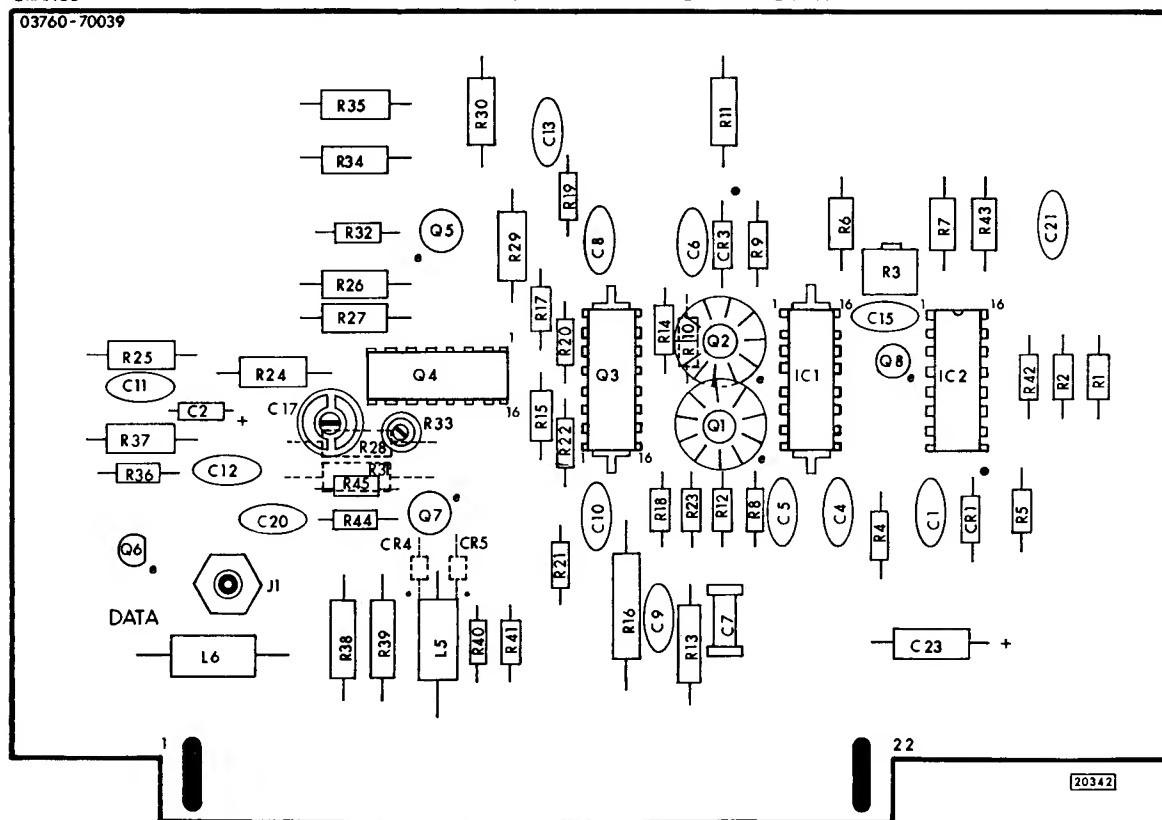 03760-70039
R35
R30
C13
R11
R34
R19
R32
Q5
R29
C8
C6
CR3
R9
R6
R7
R43
C21
R3
R26
R27
R17
R20
R14
R10
Q2
1
16
C15
1
16
R25
C11
R24
Q4
1
16
Q3
IC1
Q8
IC2
R42
R2
R1
C2
+
C17
R33
R15
R22
Q1
R37
R28
1
16
R36
C12
R31
R45
C20
R44
Q7
C10
R18
R23
R12
R8
C5
C4
R4
C1
CR1
R5
Q6
CR4
CR5
R21
J1
DATA
L6
R38
R39
L5
R40
R41
R16
C9
R13
C7
C23
+
1
22
20342